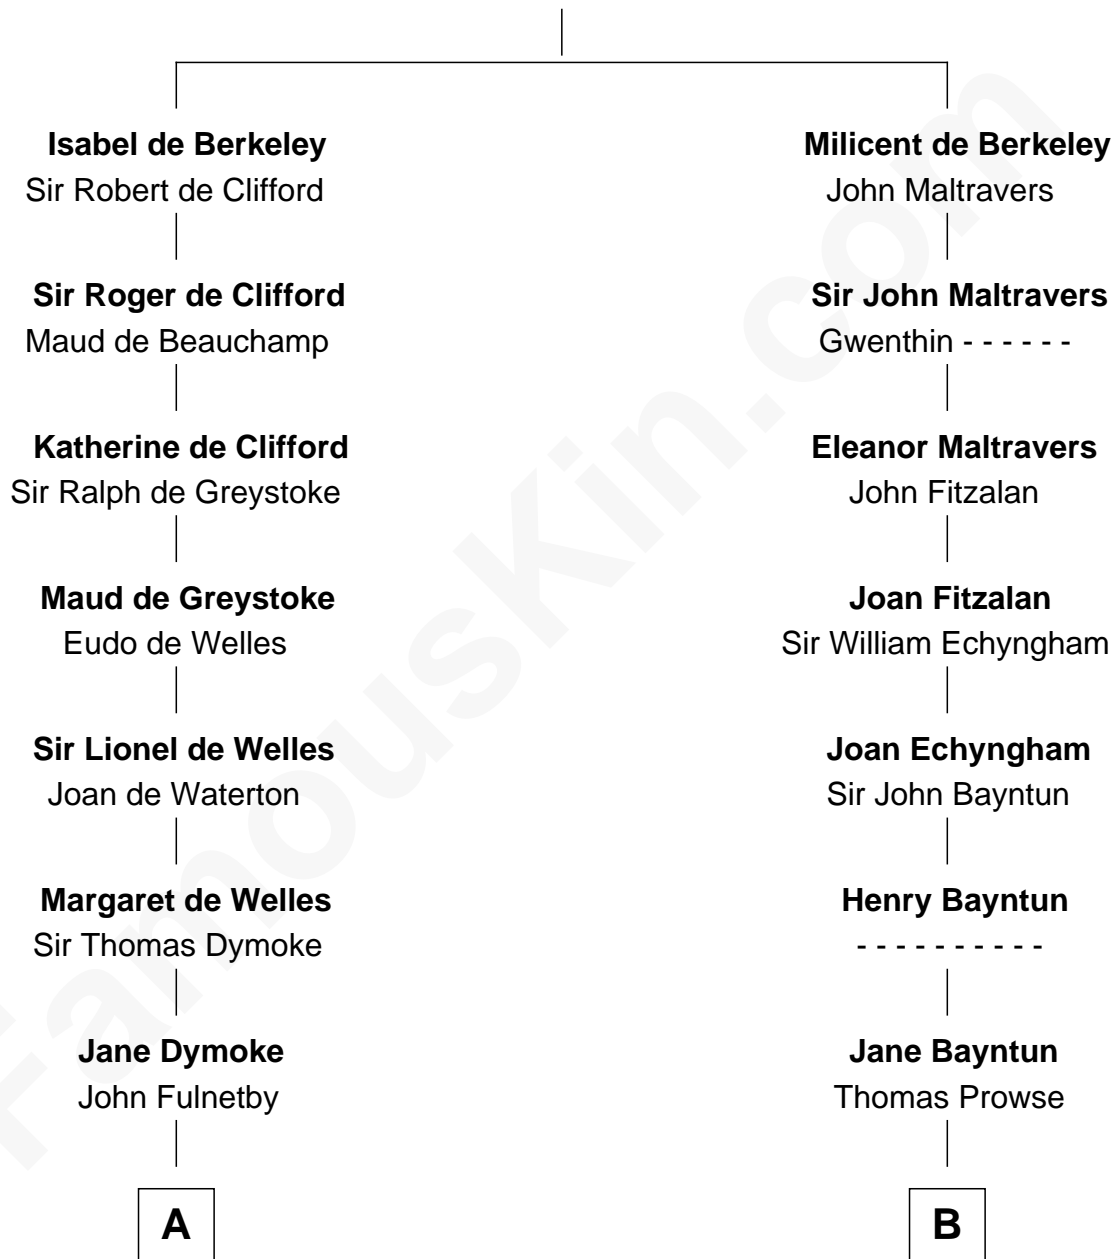 Isabel de Berkeley
Sir Robert de Clifford
Sir Roger de Clifford
Maud de Beauchamp
Katherine de Clifford
Sir Ralph de Greystoke
Maud de Greystoke
Eudo de Welles
Sir Lionel de Welles
Joan de Waterton
Margaret de Welles
Sir Thomas Dymoke
Jane Dymoke
John Fulnetby
A
Milicent de Berkeley
John Maltravers
Sir John Maltravers
Gwenthin - - - - - -
Eleanor Maltravers
John Fitzalan
Joan Fitzalan
Sir William Echyngham
Joan Echyngham
Sir John Bayntun
Henry Bayntun
- - - - - - - - - -
Jane Bayntun
Thomas Prowse
B
FamousKin.com